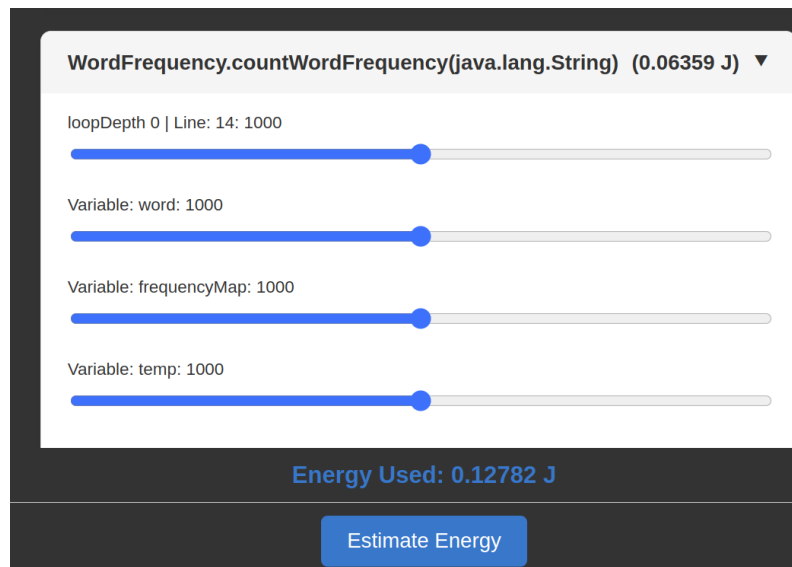 WordFrequency.countWordFrequency(java.lang.String) (0.06359 J) ▼
loopDepth 0 | Line: 14: 1000
Variable: word: 1000
Variable: frequencyMap: 1000
Variable: temp: 1000
Energy Used: 0.12782 J
Estimate Energy